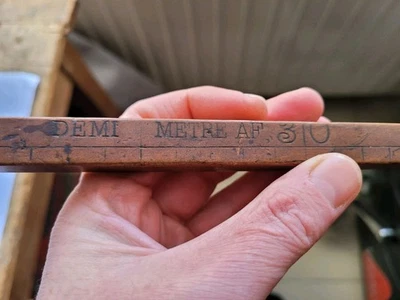 DEMI METRE AF, 30